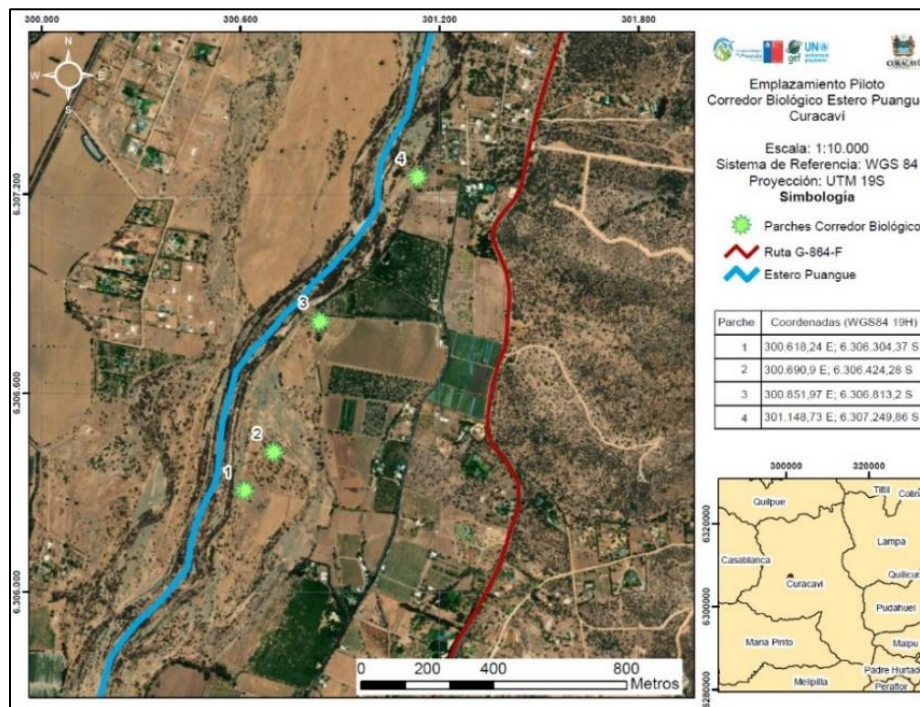 300.000 300.600 301.200 301.800
N
W E
S
6.307.200
6.306.600
6.306.000
4
3
2
1
0 200 400 800
Metros
gef
UN
CURACAVÍ
Emplazamiento Piloto
Corredor Biológico Estero Puangue
Curacaví
Escala: 1:10.000
Sistema de Referencia: WGS 84
Proyección: UTM 19S
Simbología
Parches Corredor Biológico
Ruta G-864-F
Estero Puangue
Parche Coordenadas (WGS84 19H)
1 300.618,24 E; 6.306.304,37 S
2 300.690,9 E; 6.306.424,28 S
3 300.851,97 E; 6.306.813,2 S
4 301.148,73 E; 6.307.249,86 S
300000 320000
6320000
6300000
6280000
Quilpue
Tiltil
Colina
Casablanca
Lampa
Curacavi
Quilicura
Pudahuel
Maria Pinto
Maipu
Padre Hurtado
Melipilla
Peñaflor